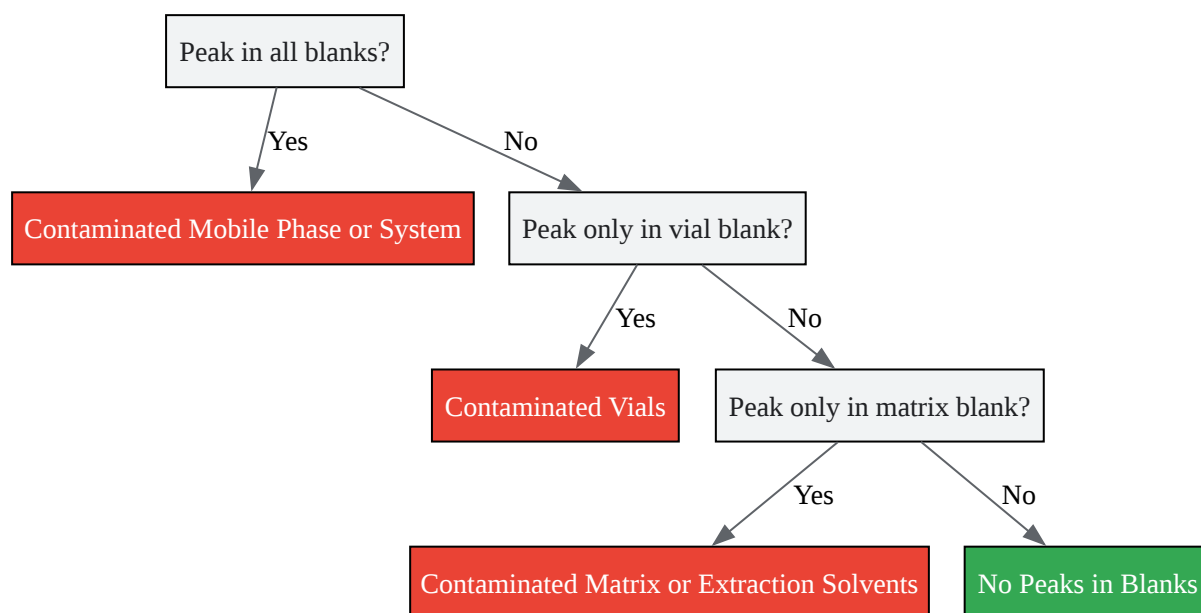 Peak in all blanks?
Yes
No
Contaminated Mobile Phase or System
Peak only in vial blank?
Yes
No
Contaminated Vials
Peak only in matrix blank?
Yes
No
Contaminated Matrix or Extraction Solvents
No Peaks in Blanks